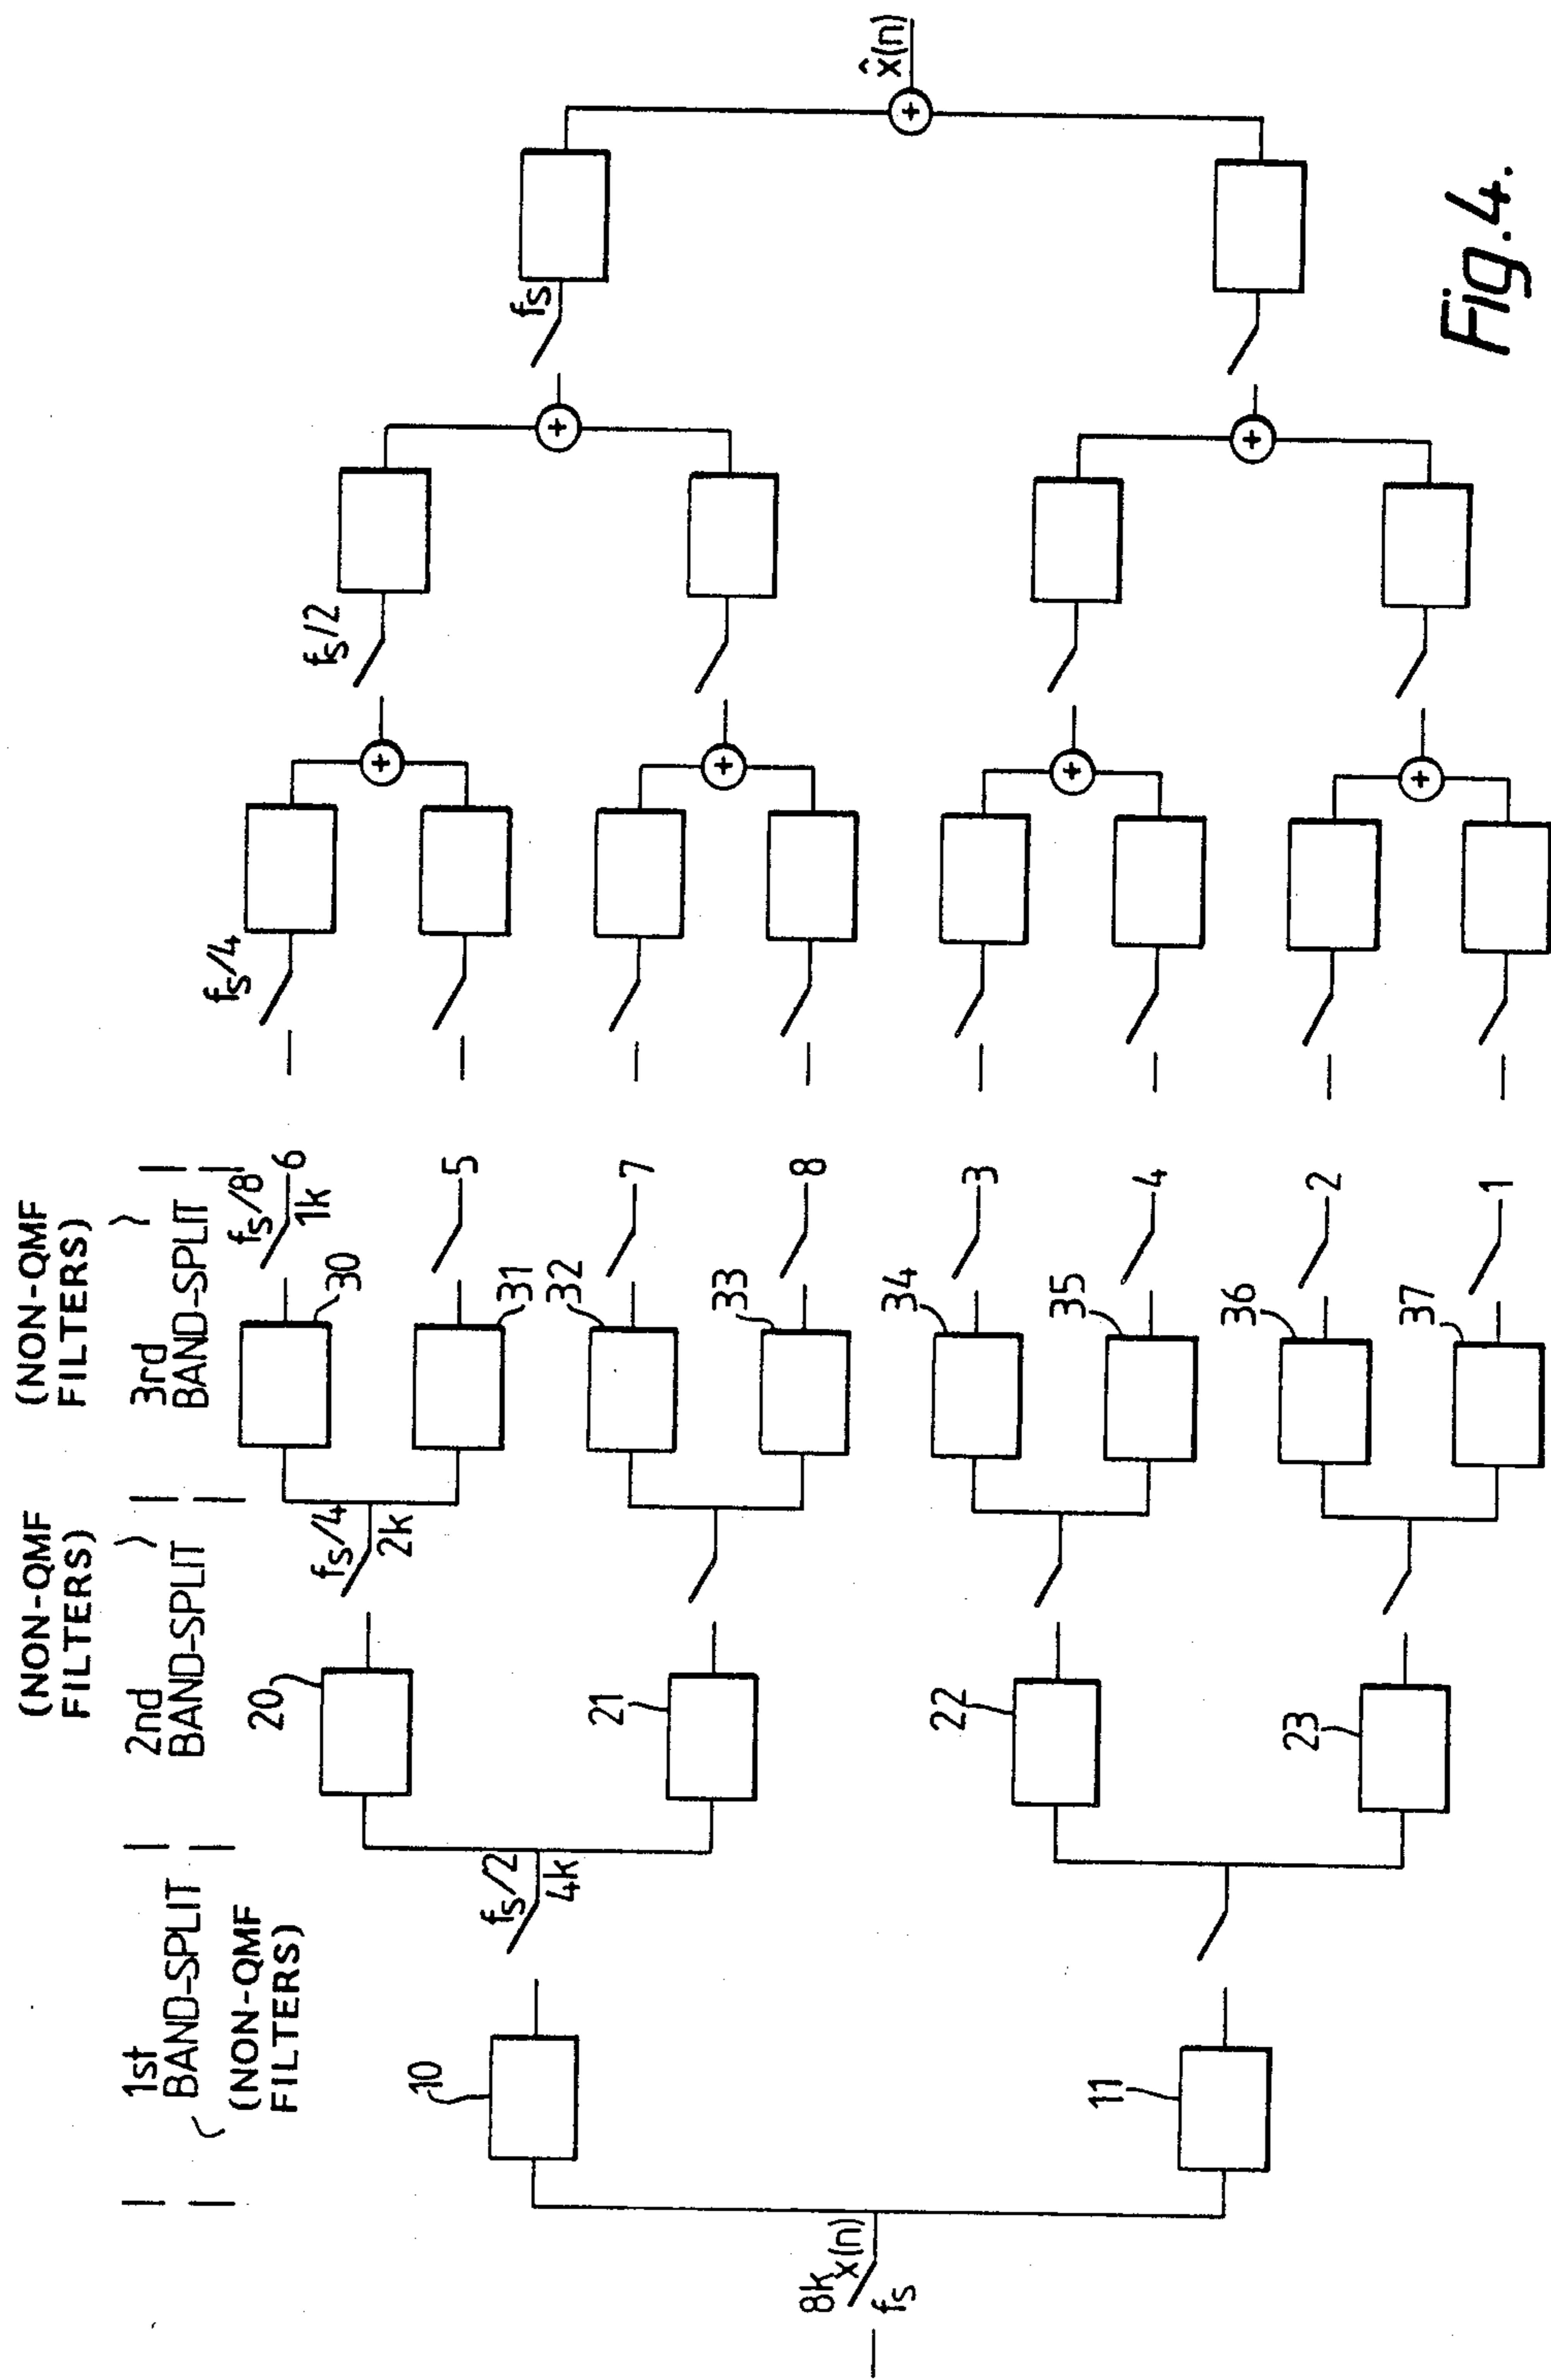 (NON-QMF
FILTERS)
(NON-QMF
FILTERS)
1st
BAND-SPLIT
(NON-QMF
FILTERS)
2nd
BAND-SPLIT
3rd
BAND-SPLIT
8k
x(n)
fs
10
11
fs/2
4k
20
21
22
23
fs/4
2k
30
31
32
33
34
35
36
37
fs/8
1k
6
5
7
8
3
4
2
1
fs/4
+
+
+
+
fs/2
+
+
fs
+
x̂(n)
Fig.4.